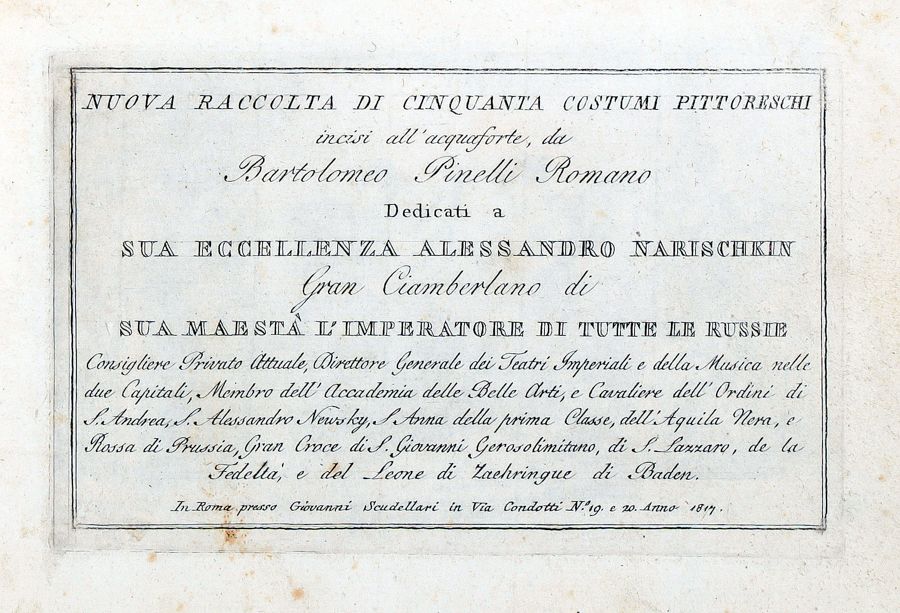 NUOVA RACCOLTA DI CINQUANTA COSTUMI PITTORESCHI
incisi all'acquaforte, da
Bartolomeo Pinelli Romano
Dedicati a
SUA ECCELLENZA ALESSANDRO NARISCHKIN
Gran Ciamberlano di
SUA MAESTÀ L'IMPERATORE DI TUTTE LE RUSSIE
Consigliere Privato Attuale, Direttore Generale dei Teatri Imperiali e della Musica nelle
due Capitali, Membro dell'Accademia delle Belle Arti, e Cavaliere dell'Ordini di
S. Andrea, S. Alessandro Newsky, S. Anna della prima Classe, dell'Aquila Nera, e
Rossa di Prussia, Gran Croce di S. Giovanni Gerosolimitano, di S. Lazzaro, de la
Fedeltà, e del Leone di Zaehringue di Baden.
In Roma presso Giovanni Scudellari in Via Condotti N.º 19. e 20. Anno 1817.